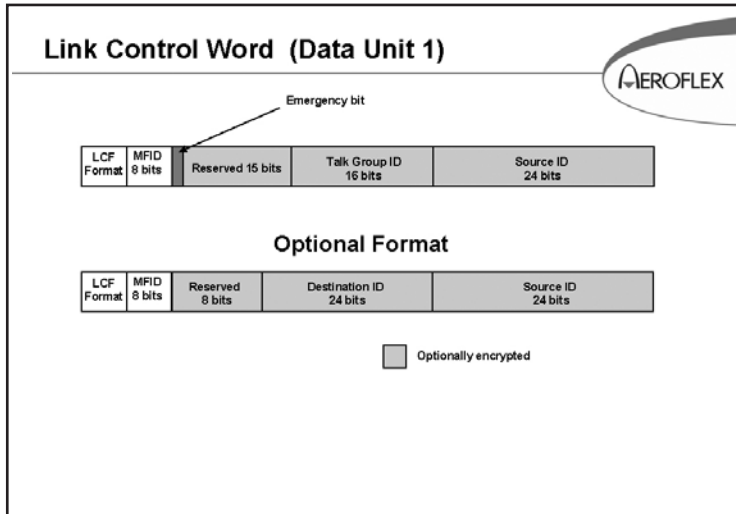 Link Control Word (Data Unit 1)
AEROFLEX
Emergency bit
LCF
Format
MFID
8 bits
Reserved 15 bits
Talk Group ID
16 bits
Source ID
24 bits
Optional Format
LCF
Format
MFID
8 bits
Reserved
8 bits
Destination ID
24 bits
Source ID
24 bits
Optionally encrypted